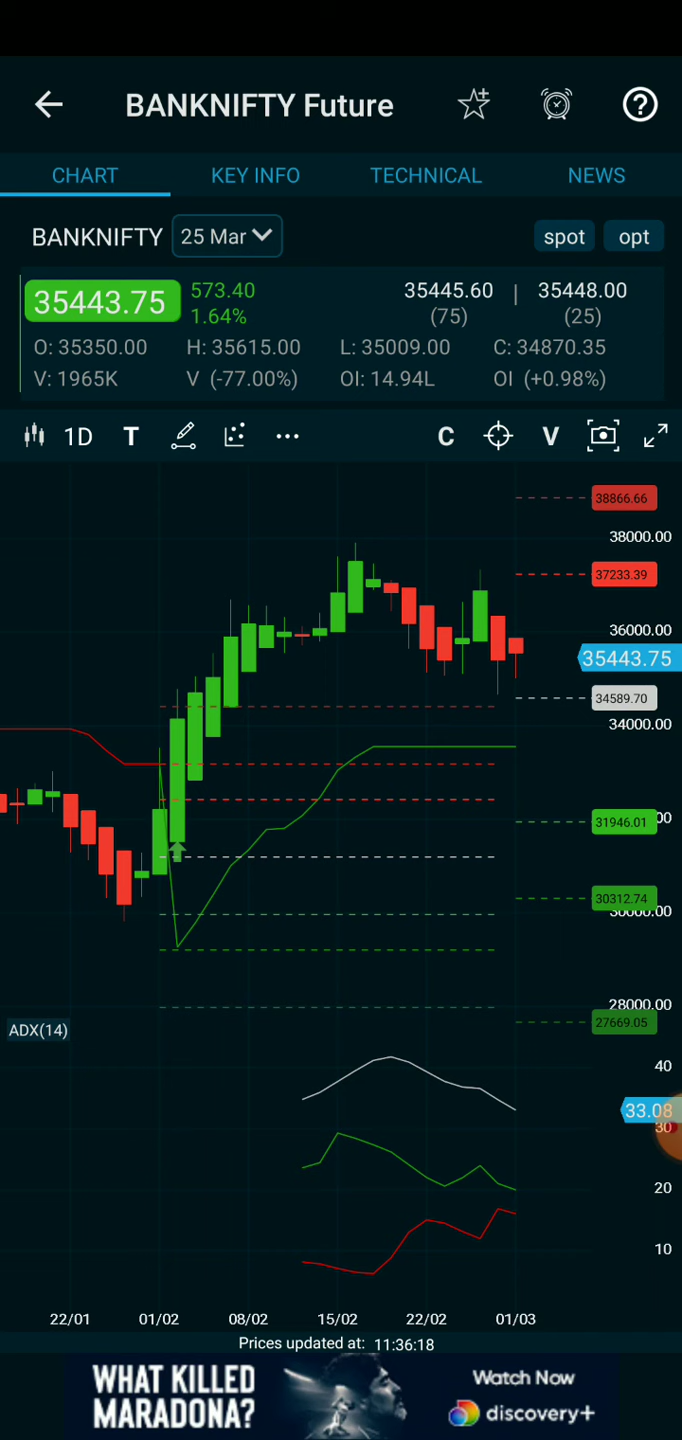 BANKNIFTY Future
CHART KEY INFO TECHNICAL NEWS
BANKNIFTY 25 Mar spot opt
35443.75 573.40 1.64% 35445.60 (75) | 35448.00 (25)
O: 35350.00 H: 35615.00 L: 35009.00 C: 34870.35
V: 1965K V (-77.00%) OI: 14.94L OI (+0.98%)
1D T C V
38866.66
38000.00
37233.39
36000.00
35443.75
34589.70
34000.00
31946.01
30312.74
30000.00
28000.00
27669.05
ADX(14)
40
33.08
30
20
10
22/01 01/02 08/02 15/02 22/02 01/03
Prices updated at: 11:36:18
WHAT KILLED
MARADONA?
Watch Now
discovery+